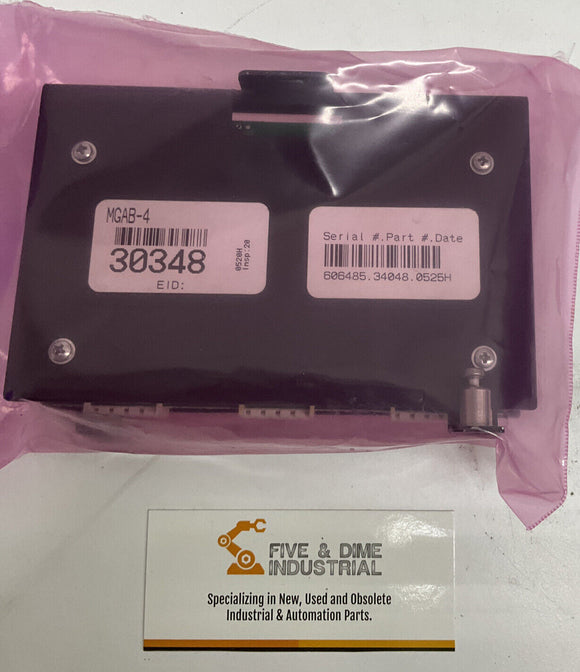 MGAB-4
30348
EID:
0520H
Insp:20
Serial #.Part #.Date
606485.34048.0525H
FIVE & DIME
INDUSTRIAL
Specializing in New, Used and Obsolete
Industrial & Automation Parts.